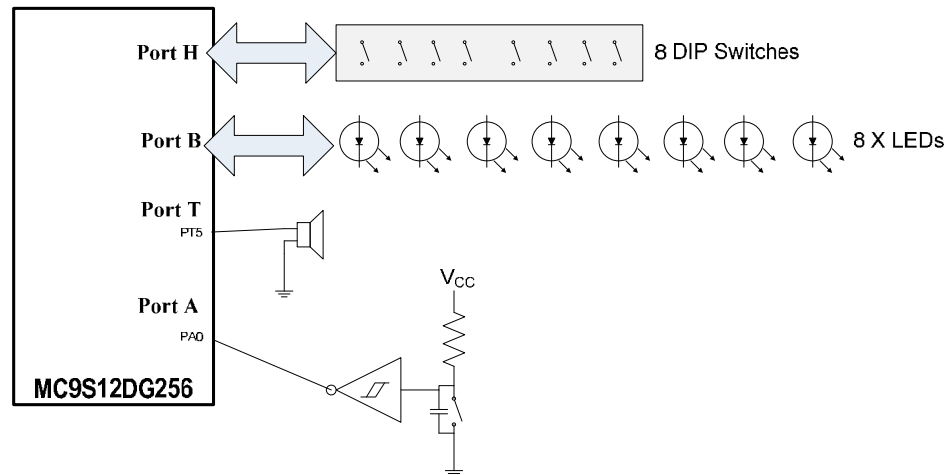 Port H
8 DIP Switches
Port B
8 X LEDs
Port T
PT5
VCC
Port A
PA0
MC9S12DG256